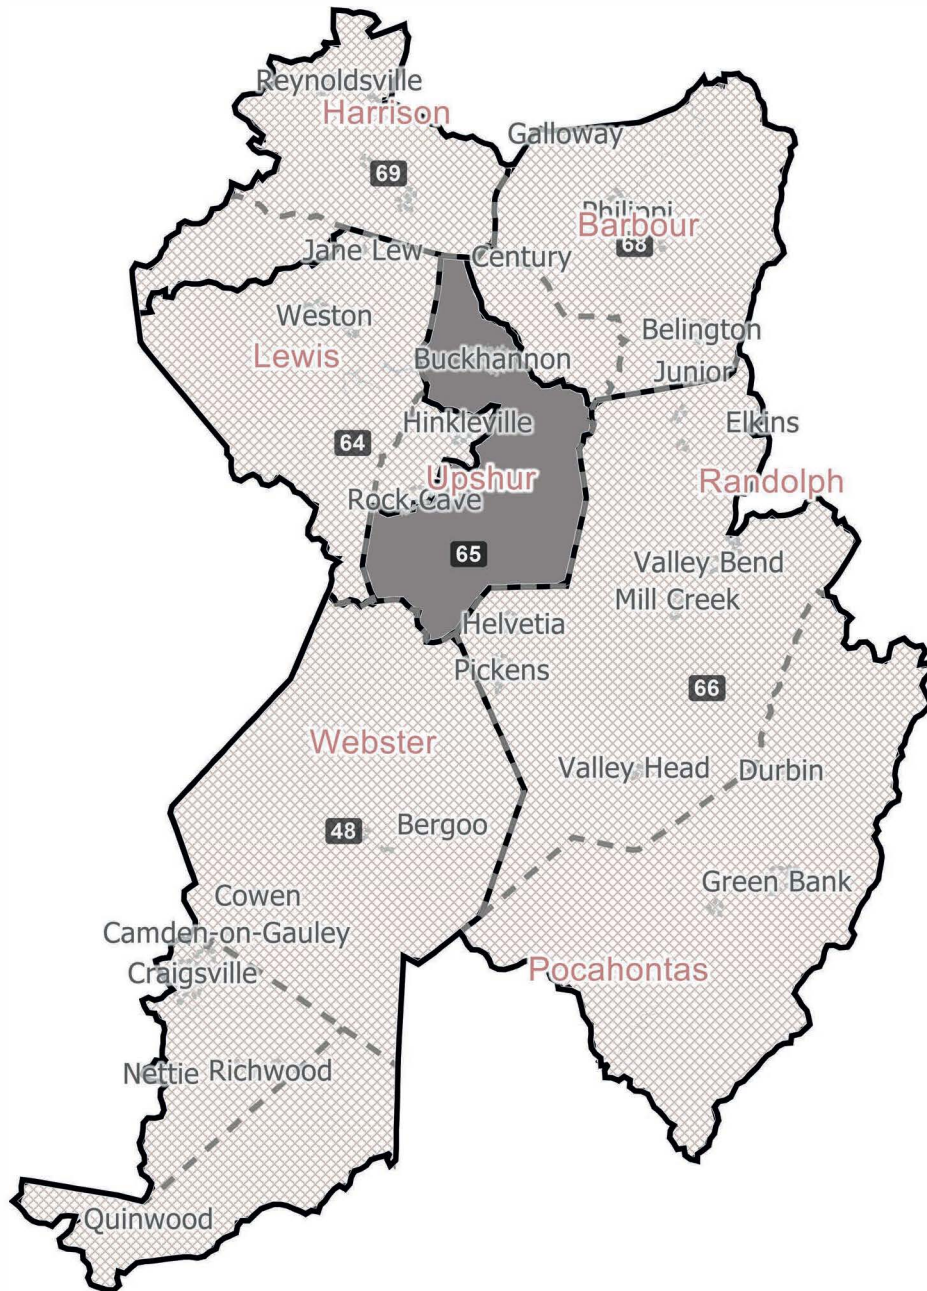 Reynoldsville
Harrison
Galloway
69
Philippi
Barbour
68
Jane Lew
Century
Weston
Belington
Lewis
Buckhannon
Junior
Hinkleville
Elkins
64
Upshur
Randolph
Rock Cave
65
Valley Bend
Mill Creek
Helvetia
Pickens
66
Webster
Valley Head
Durbin
48
Bergoo
Green Bank
Cowen
Camden-on-Gauley
Craigsville
Pocahontas
Nettie
Richwood
Quinwood